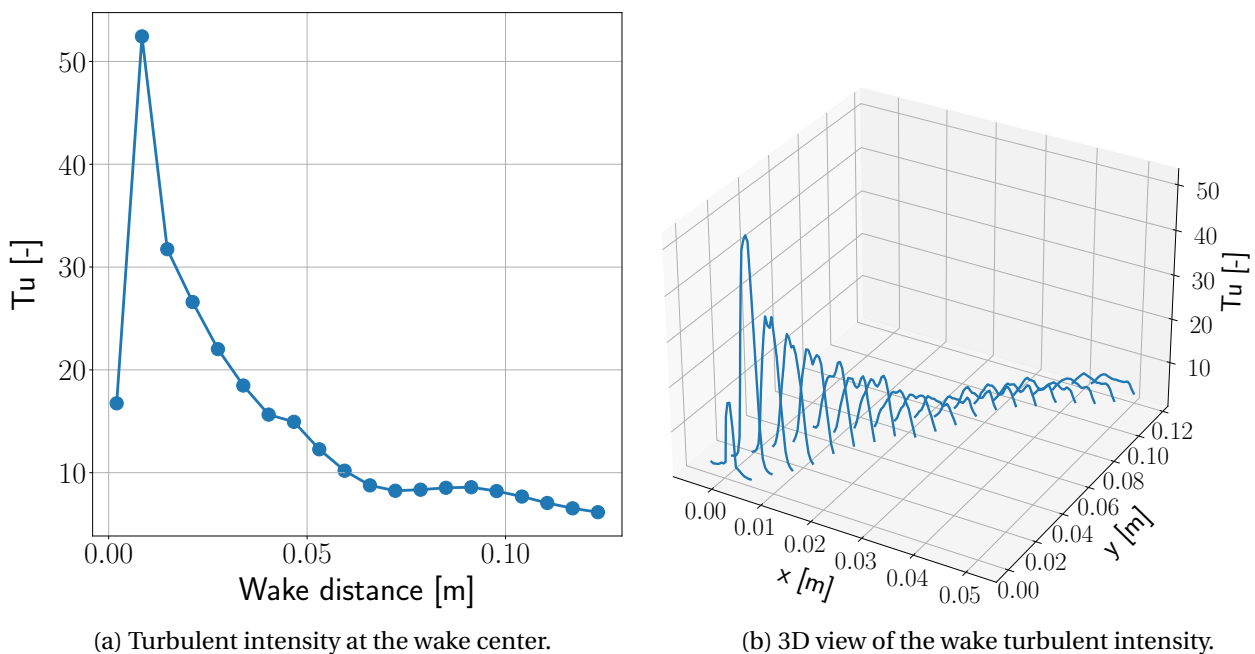 50
40
30
20
10
0.00 0.05 0.10
Tu [-]
Wake distance [m]
(a) Turbulent intensity at the wake center.
50
40
30
20
10
Tu [-]
0.00 0.01 0.02 0.03 0.04 0.05
x [m]
0.00 0.02 0.04 0.06 0.08 0.10 0.12
y [m]
(b) 3D view of the wake turbulent intensity.